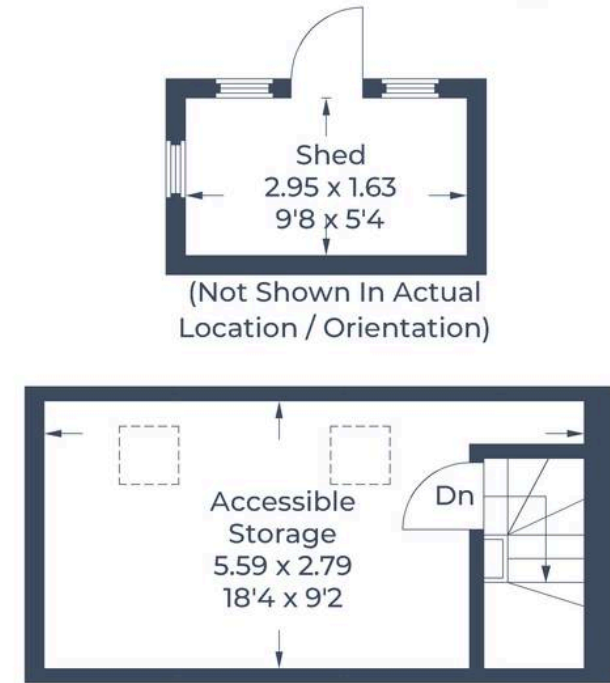 Shed
2.95 x 1.63
9'8 x 5'4
(Not Shown In Actual
Location / Orientation)
Accessible
Storage
5.59 x 2.79
18'4 x 9'2
Dn